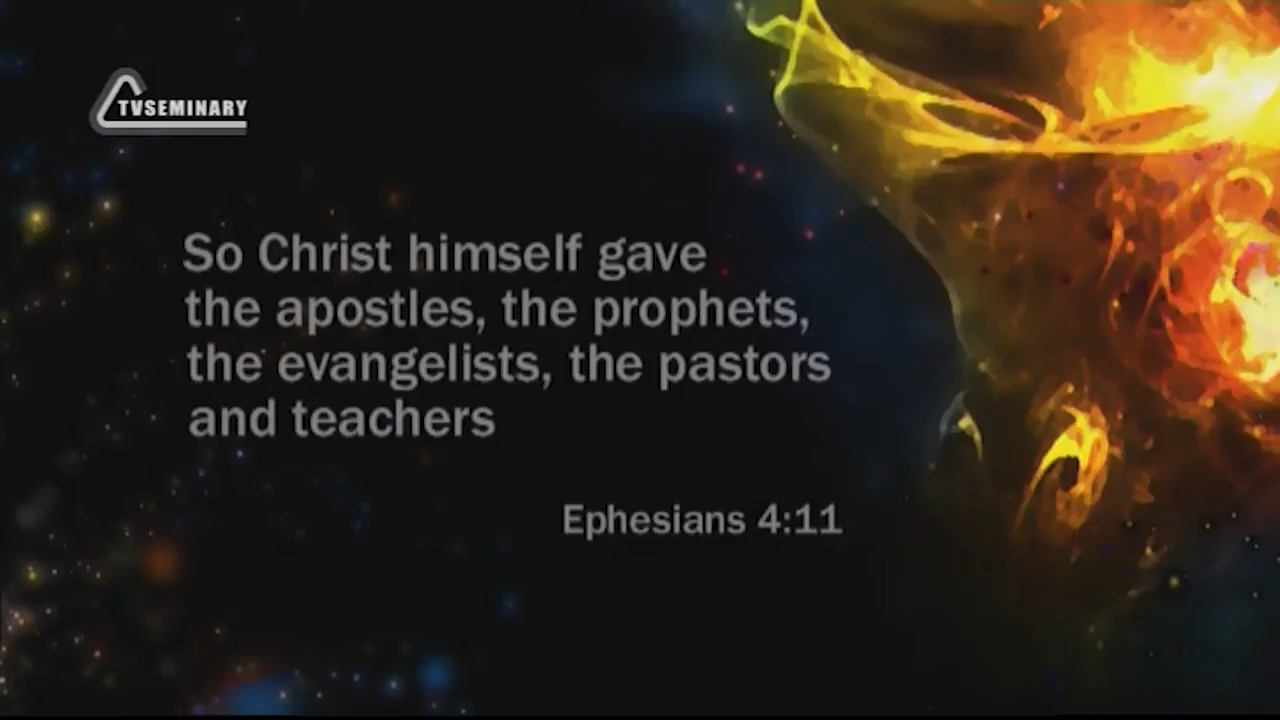 TVSEMINARY
So Christ himself gave
the apostles, the prophets,
the evangelists, the pastors
and teachers
Ephesians 4:11